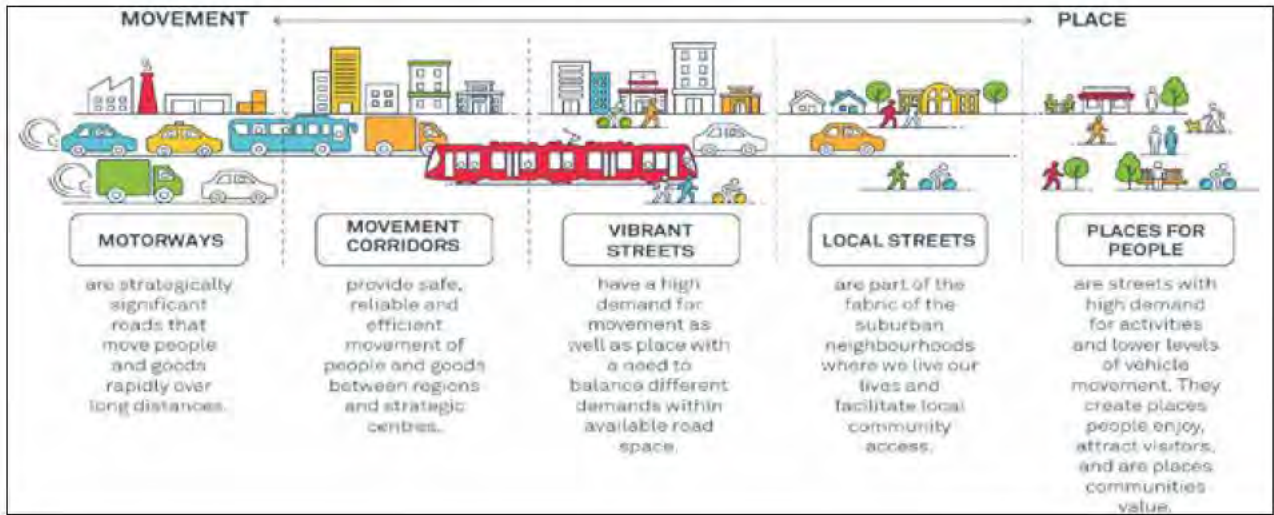 MOVEMENT
PLACE
MOTORWAYS
are strategically
significant
roads that
move people
and goods
rapidly over
long distances.
MOVEMENT
CORRIDORS
provide safe,
reliable and
efficient
movement of
people and goods
between regions
and strategic
centres.
VIBRANT
STREETS
have a high
demand for
movement as
well as place with
a need to
balance different
demands within
available road
space.
LOCAL STREETS
are part of the
fabric of the
suburban
neighbourhoods
where we live our
lives and
facilitate local
community
access.
PLACES FOR
PEOPLE
are streets with
high demand
for activities
and lower levels
of vehicle
movement. They
create places
people enjoy,
attract visitors,
and are places
communities
value.